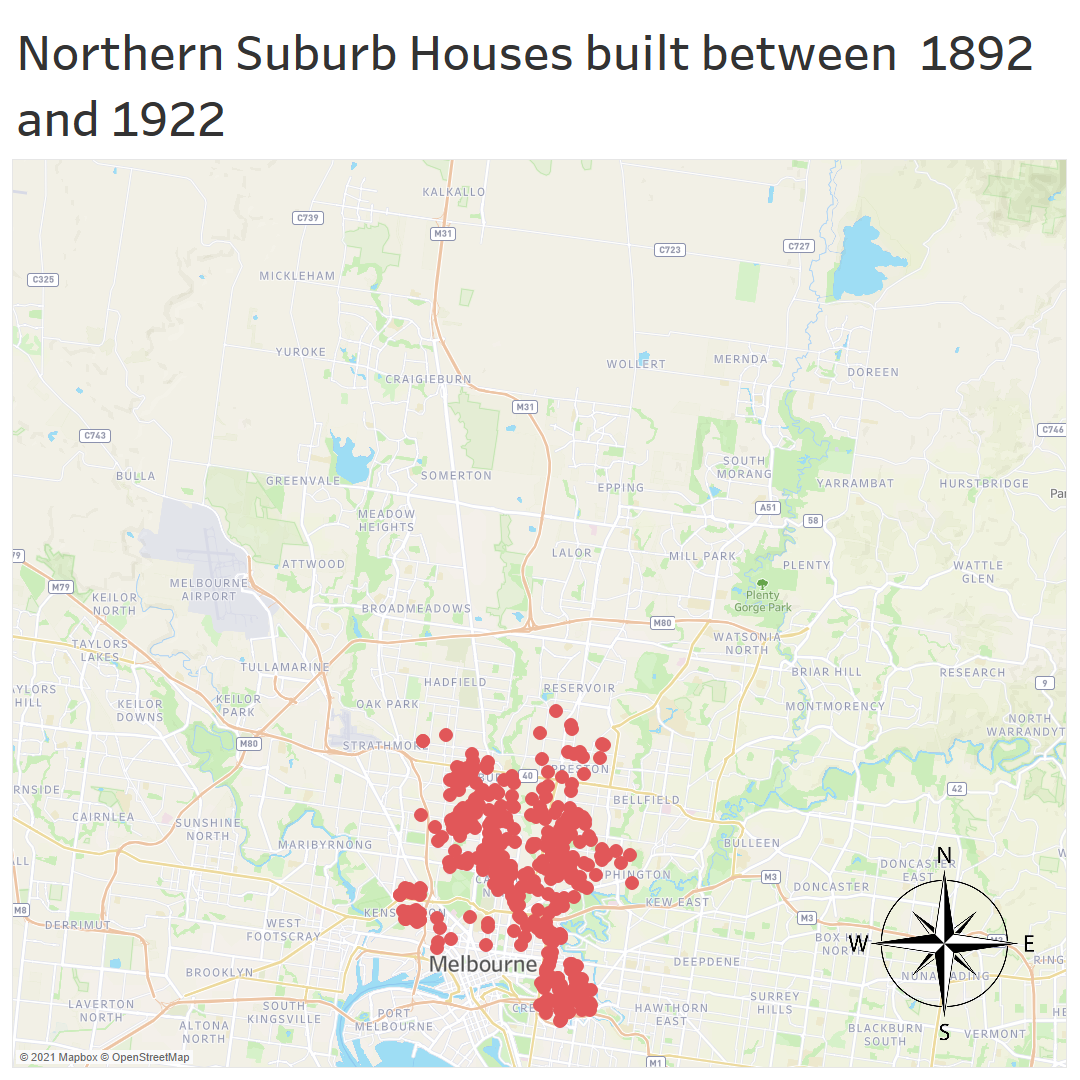 Northern Suburb Houses built between 1892
and 1922
KALKALLO
C739
M31
C723
C727
C325
MICKLEHAM
YUROKE
WOLLERT
MERNDA
DOREEN
CRAIGIEBURN
M31
C743
C746
BULLA
GREENVALE
SOMERTON
EPPING
SOUTH
MORANG
YARRAMBAT
HURSTBRIDGE
Par
A51
58
MEADOW
HEIGHTS
79
ATTWOOD
LALOR
MILL PARK
PLENTY
WATTLE
GLEN
M79
MELBOURNE
AIRPORT
KEILOR
NORTH
Plenty
Gorge Park
BROADMEADOWS
M80
TAYLORS
LAKES
TULLAMARINE
WATSONIA
NORTH
BRIAR HILL
RESEARCH
9
AYLORS
HILL
KEILOR
DOWNS
KEILOR
PARK
HADFIELD
OAK PARK
RESERVOIR
MONTMORENCY
NORTH
WARRANDYT
M80
STRATHMORE
40
PRESTON
42
RNSIDE
BELLFIELD
CAIRNLEA
SUNSHINE
NORTH
MARIBYRNONG
BULLEEN
DONCASTER
EAST
N
M3
DONCASTER
PHINGTON
KEW EAST
M8
DERRIMUT
WEST
FOOTSCRAY
M3
BOX
NORTH
W
E
RING
Melbourne
DEEPDENE
NUNAWADING
BROOKLYN
LAVERTON
NORTH
SOUTH
KINGSVILLE
ALTONA
NORTH
PORT
MELBOURNE
CRE
HAWTHORN
EAST
SURREY
HILLS
BLACKBURN
SOUTH
S
VERMONT
HE
M1
© 2021 Mapbox © OpenStreetMap